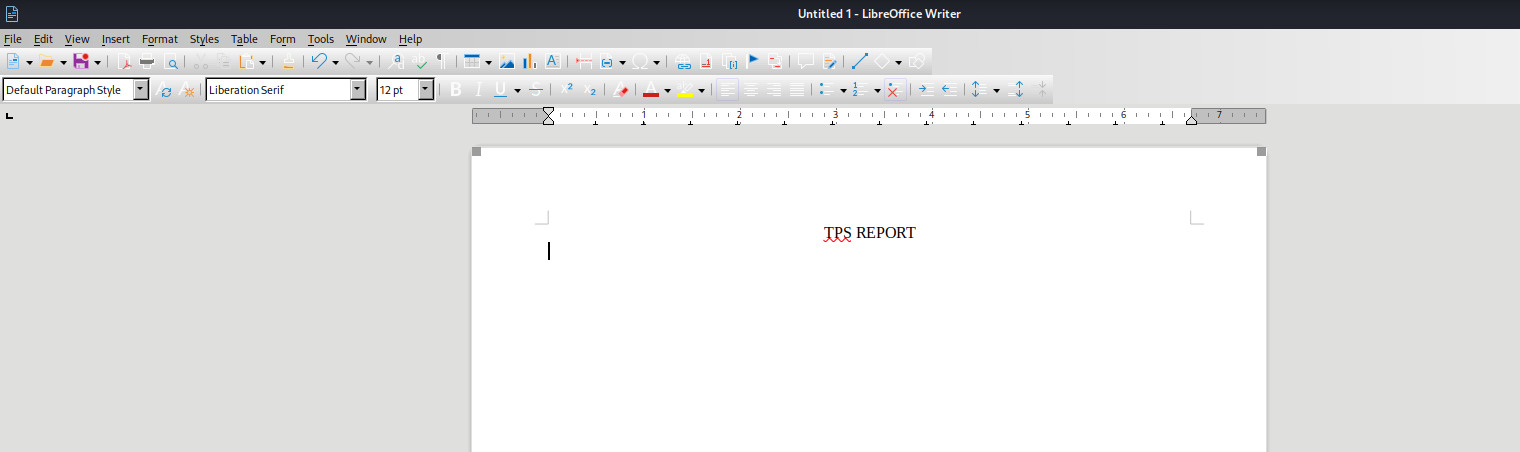 Untitled 1 - LibreOffice Writer
File Edit View Insert Format Styles Table Form Tools Window Help
Default Paragraph Style Liberation Serif 12 pt
1 2 3 4 5 6 7
TPS REPORT